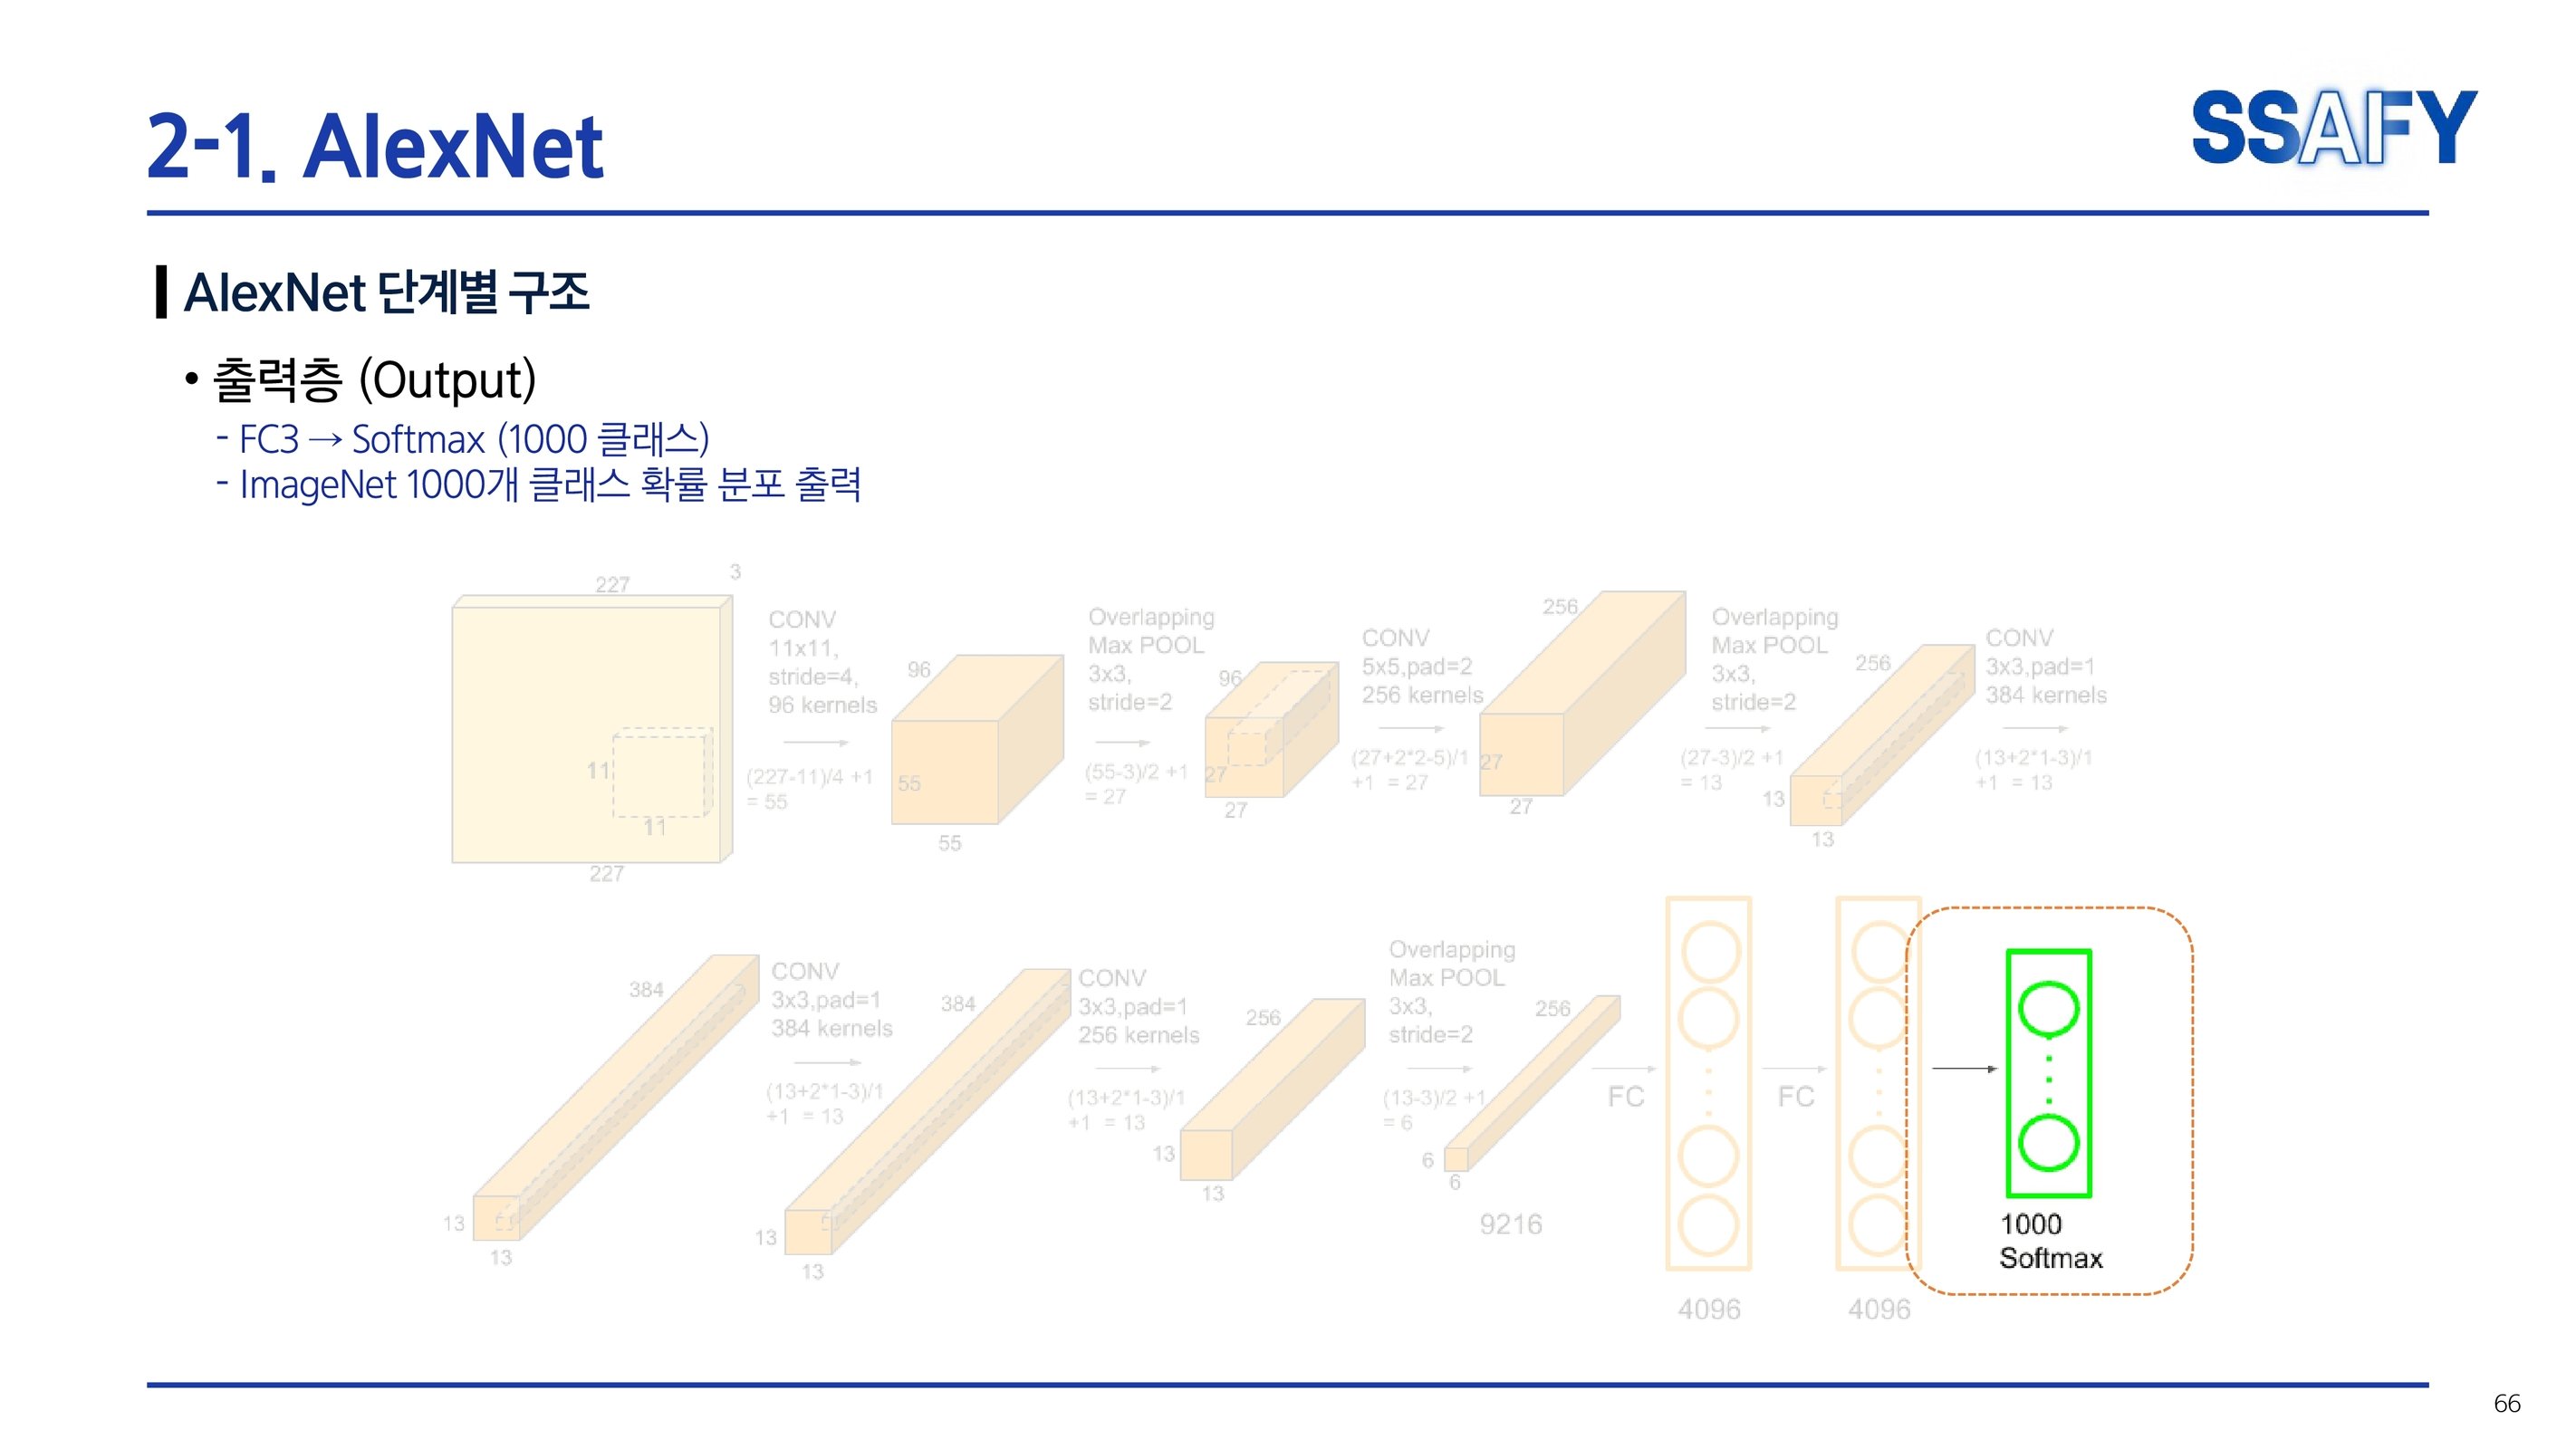 2-1. AlexNet
SSAFY
AlexNet 단계별 구조
• 출력층 (Output)
- FC3 → Softmax (1000 클래스)
- ImageNet 1000개 클래스 확률 분포 출력
227
3
11
11
227
CONV
11x11,
stride=4,
96 kernels
(227-11)/4 +1
= 55
96
55
55
Overlapping
Max POOL
3x3,
stride=2
(55-3)/2 +1
= 27
96
27
27
CONV
5x5,pad=2
256 kernels
(27+2*2-5)/1
+1 = 27
256
27
27
Overlapping
Max POOL
3x3,
stride=2
(27-3)/2 +1
= 13
256
13
13
CONV
3x3,pad=1
384 kernels
(13+2*1-3)/1
+1 = 13
384
13
13
CONV
3x3,pad=1
384 kernels
(13+2*1-3)/1
+1 = 13
384
13
13
CONV
3x3,pad=1
256 kernels
(13+2*1-3)/1
+1 = 13
256
13
13
Overlapping
Max POOL
3x3,
stride=2
(13-3)/2 +1
= 6
256
6
6
9216
FC
4096
FC
4096
1000
Softmax
66